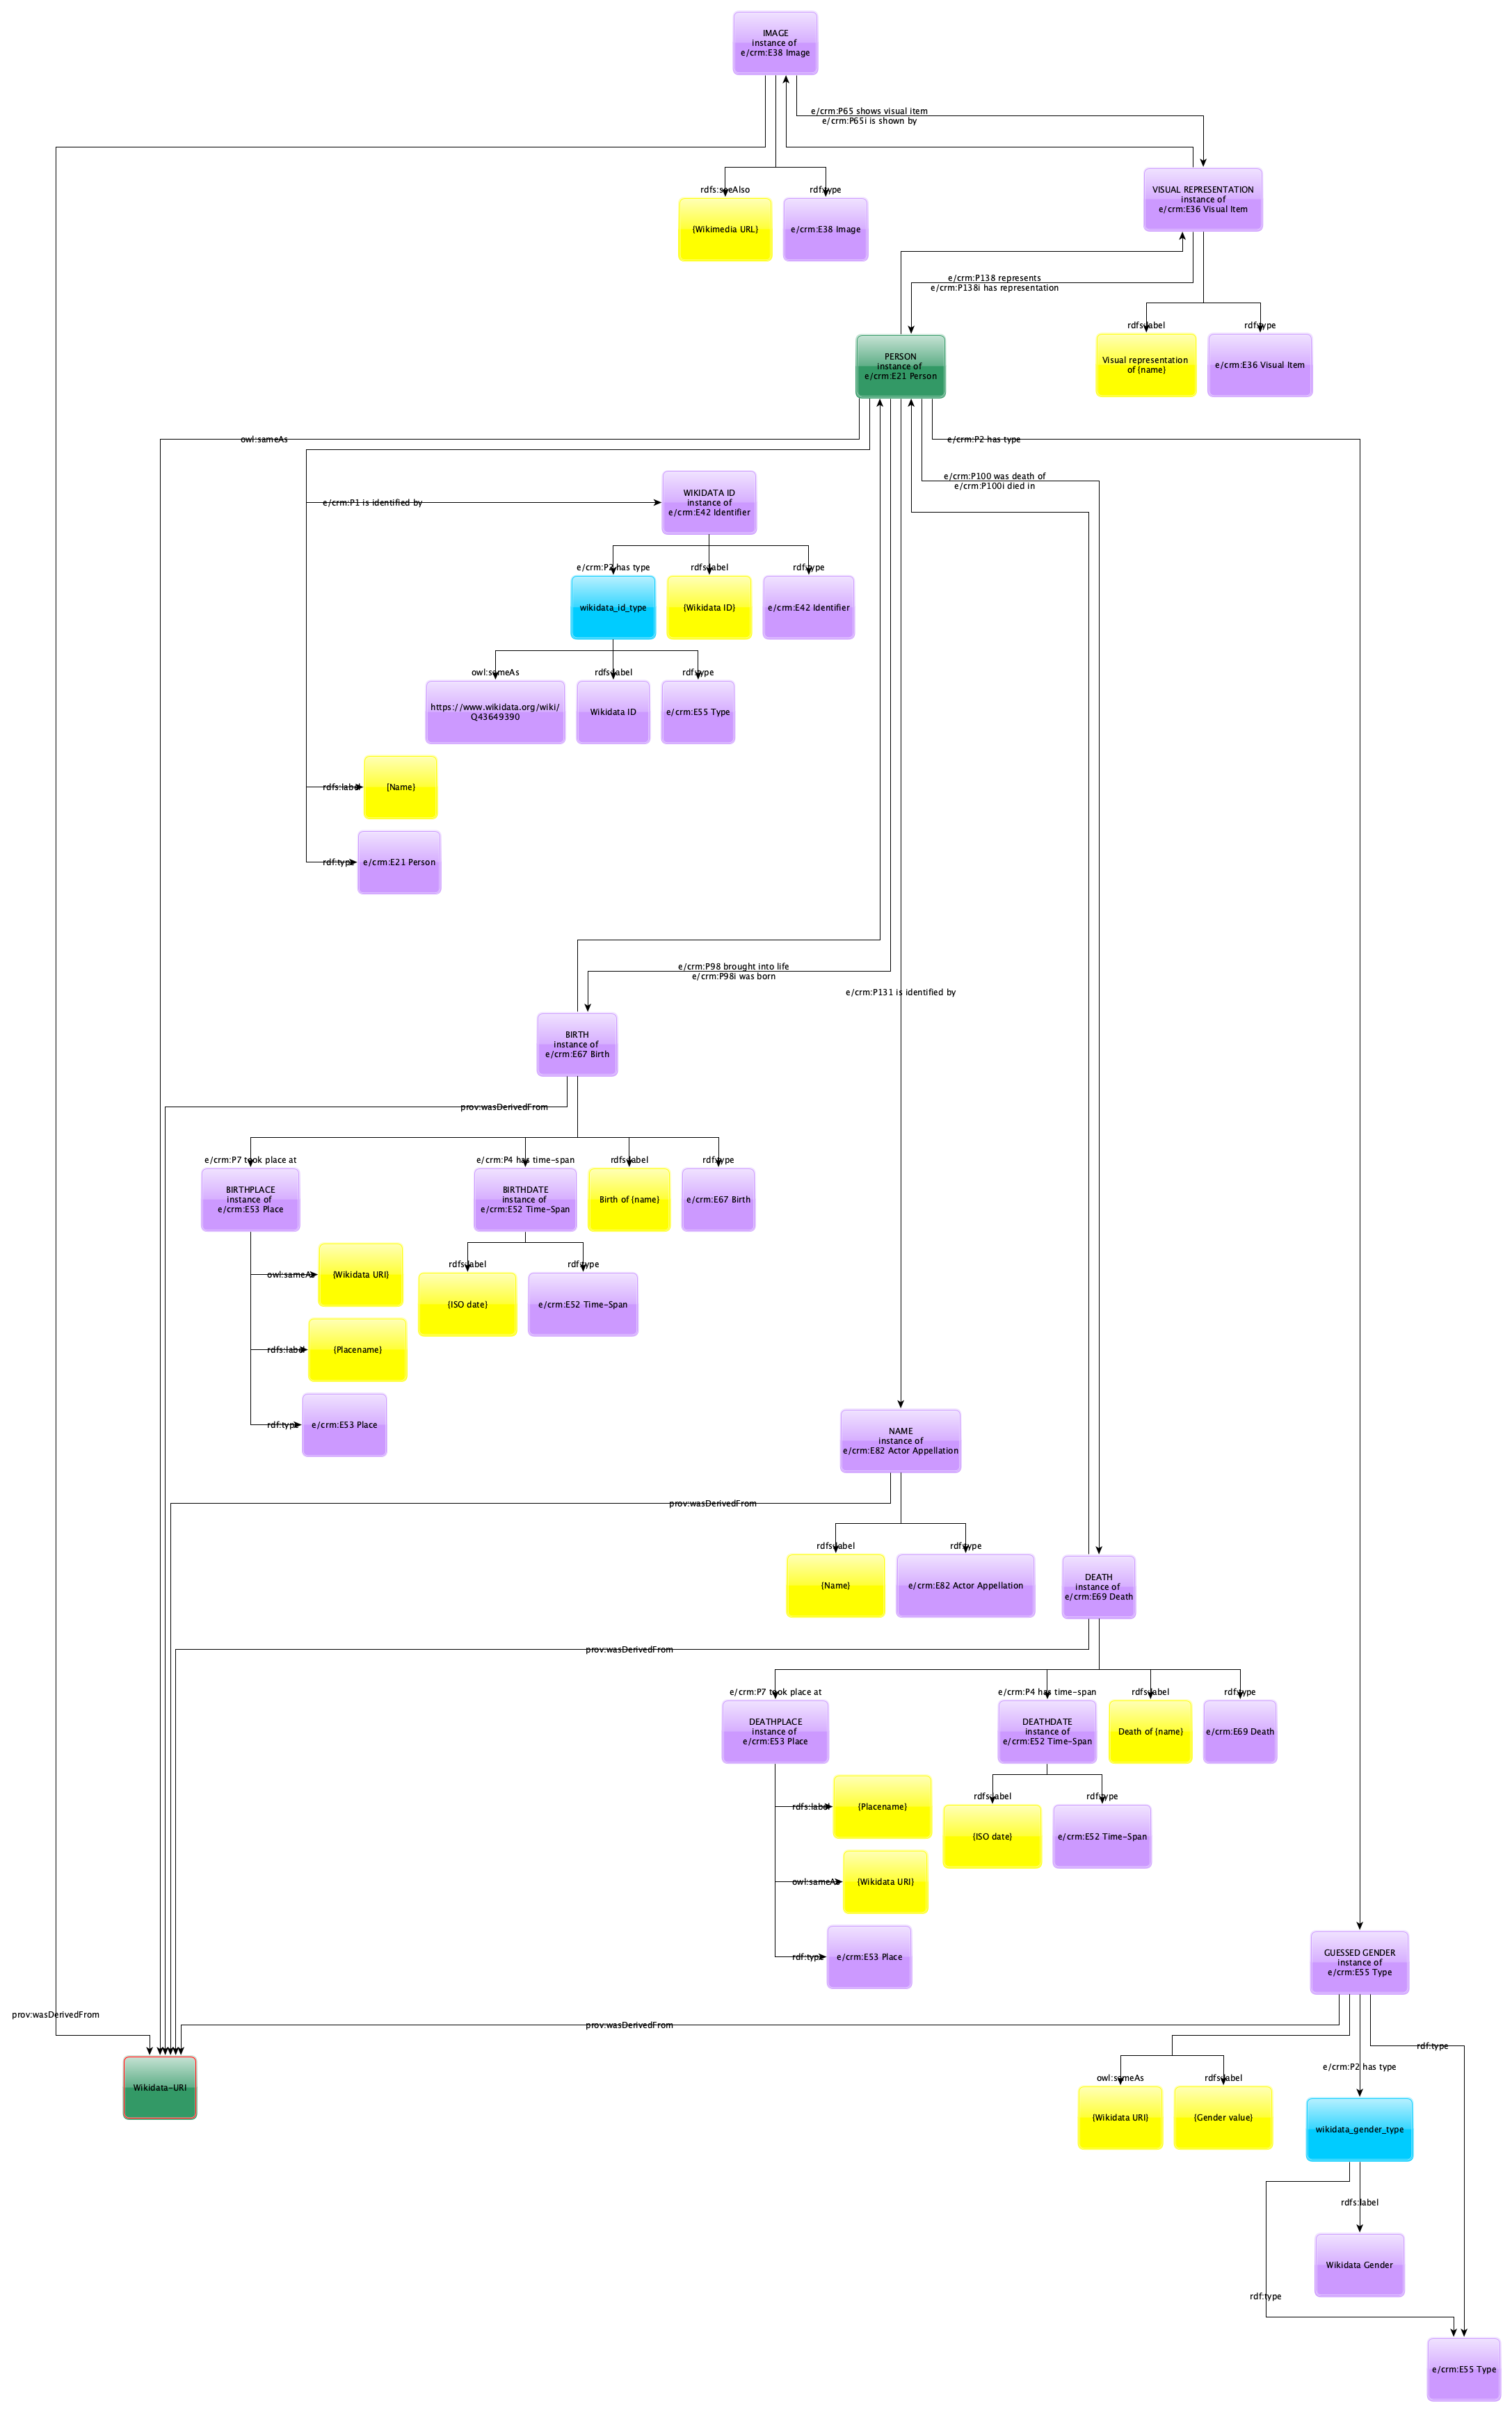 IMAGE
instance of
e/crm:E38 Image
e/crm:P65 shows visual item
e/crm:P65i is shown by
rdfs:seeAlso
rdf:type
{Wikimedia URL}
e/crm:E38 Image
VISUAL REPRESENTATION
instance of
e/crm:E36 Visual Item
e/crm:P138 represents
e/crm:P138i has representation
rdfs:label
rdf:type
Visual representation
of {name}
e/crm:E36 Visual Item
PERSON
instance of
e/crm:E21 Person
owl:sameAs
e/crm:P2 has type
e/crm:P100 was death of
e/crm:P100i died in
e/crm:P1 is identified by
WIKIDATA ID
instance of
e/crm:E42 Identifier
e/crm:P2 has type
rdfs:label
rdf:type
wikidata_id_type
{Wikidata ID}
e/crm:E42 Identifier
owl:sameAs
rdfs:label
rdf:type
https://www.wikidata.org/wiki/
Q43649390
Wikidata ID
e/crm:E55 Type
rdfs:label
[Name}
rdf:type
e/crm:E21 Person
e/crm:P98 brought into life
e/crm:P98i was born
e/crm:P131 is identified by
BIRTH
instance of
e/crm:E67 Birth
prov:wasDerivedFrom
e/crm:P7 took place at
e/crm:P4 has time-span
rdfs:label
rdf:type
BIRTHPLACE
instance of
e/crm:E53 Place
BIRTHDATE
instance of
e/crm:E52 Time-Span
Birth of {name}
e/crm:E67 Birth
owl:sameAs
{Wikidata URI}
rdfs:label
rdf:type
{ISO date}
e/crm:E52 Time-Span
rdfs:label
{Placename}
rdf:type
e/crm:E53 Place
NAME
instance of
e/crm:E82 Actor Appellation
prov:wasDerivedFrom
rdfs:label
rdf:type
{Name}
e/crm:E82 Actor Appellation
DEATH
instance of
e/crm:E69 Death
prov:wasDerivedFrom
e/crm:P7 took place at
e/crm:P4 has time-span
rdfs:label
rdf:type
DEATHPLACE
instance of
e/crm:E53 Place
DEATHDATE
instance of
e/crm:E52 Time-Span
Death of {name}
e/crm:E69 Death
rdfs:label
{Placename}
rdfs:label
rdf:type
{ISO date}
e/crm:E52 Time-Span
owl:sameAs
{Wikidata URI}
rdf:type
e/crm:E53 Place
GUESSED GENDER
instance of
e/crm:E55 Type
prov:wasDerivedFrom
prov:wasDerivedFrom
Wikidata-URI
rdf:type
e/crm:P2 has type
owl:sameAs
rdfs:label
{Wikidata URI}
{Gender value}
wikidata_gender_type
rdfs:label
Wikidata Gender
rdf:type
e/crm:E55 Type